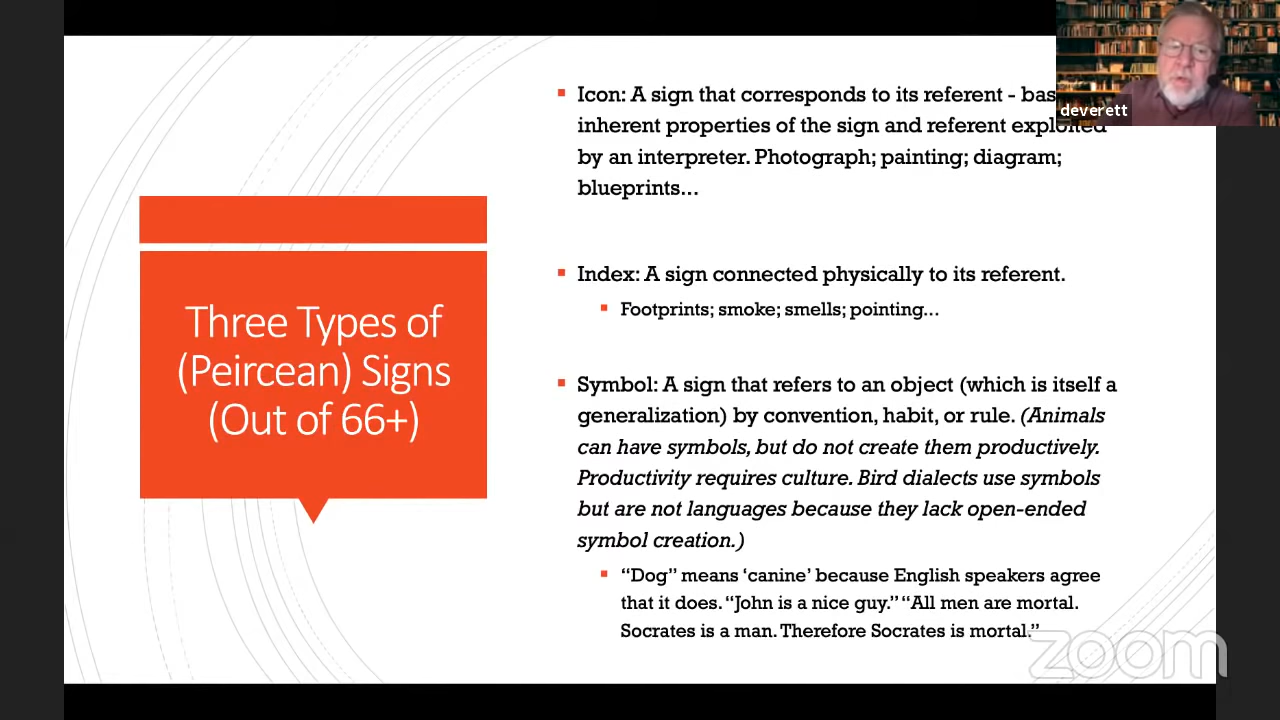 Three Types of
(Peircean) Signs
(Out of 66+)
Icon: A sign that corresponds to its referent -
inherent properties of the sign and referent exploited
by an interpreter. Photograph; painting; diagram;
blueprints...
Index: A sign connected physically to its referent.
Footprints; smoke; smells; pointing...
Symbol: A sign that refers to an object (which is itself a
generalization) by convention, habit, or rule. (Animals
can have symbols, but do not create them productively.
Productivity requires culture. Bird dialects use symbols
but are not languages because they lack open-ended
symbol creation.)
“Dog” means ‘canine’ because English speakers agree
that it does. “John is a nice guy.” “All men are mortal.
Socrates is a man. Therefore Socrates is mortal.”
deverett
zoom